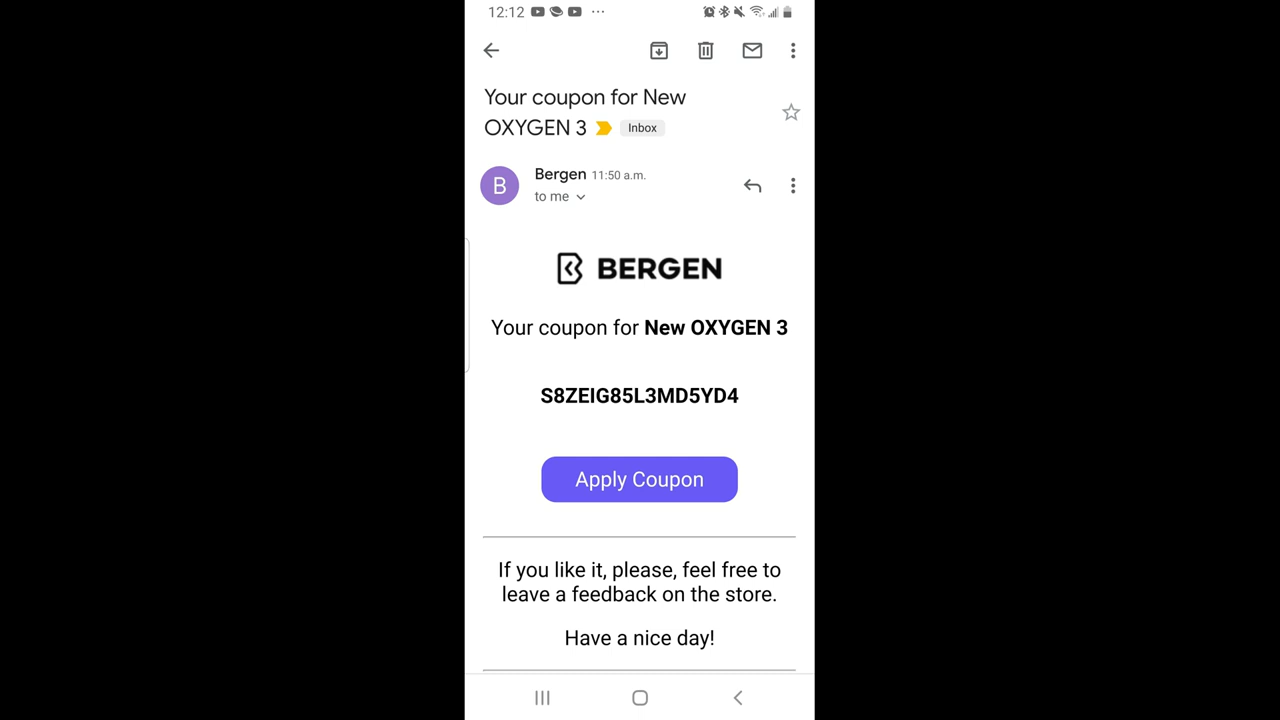 12:12
Your coupon for New
OXYGEN 3 Inbox
Bergen 11:50 a.m.
to me
B
BERGEN
Your coupon for New OXYGEN 3
S8ZEIG85L3MD5YD4
Apply Coupon
If you like it, please, feel free to
leave a feedback on the store.
Have a nice day!